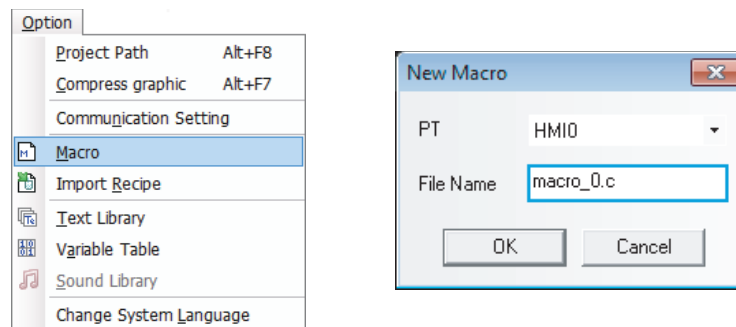 Option
Project Path Alt+F8
Compress graphic Alt+F7
Communication Setting
Macro
Import Recipe
Text Library
Variable Table
Sound Library
Change System Language
New Macro
PT HMI0
File Name macro_0.c
OK Cancel